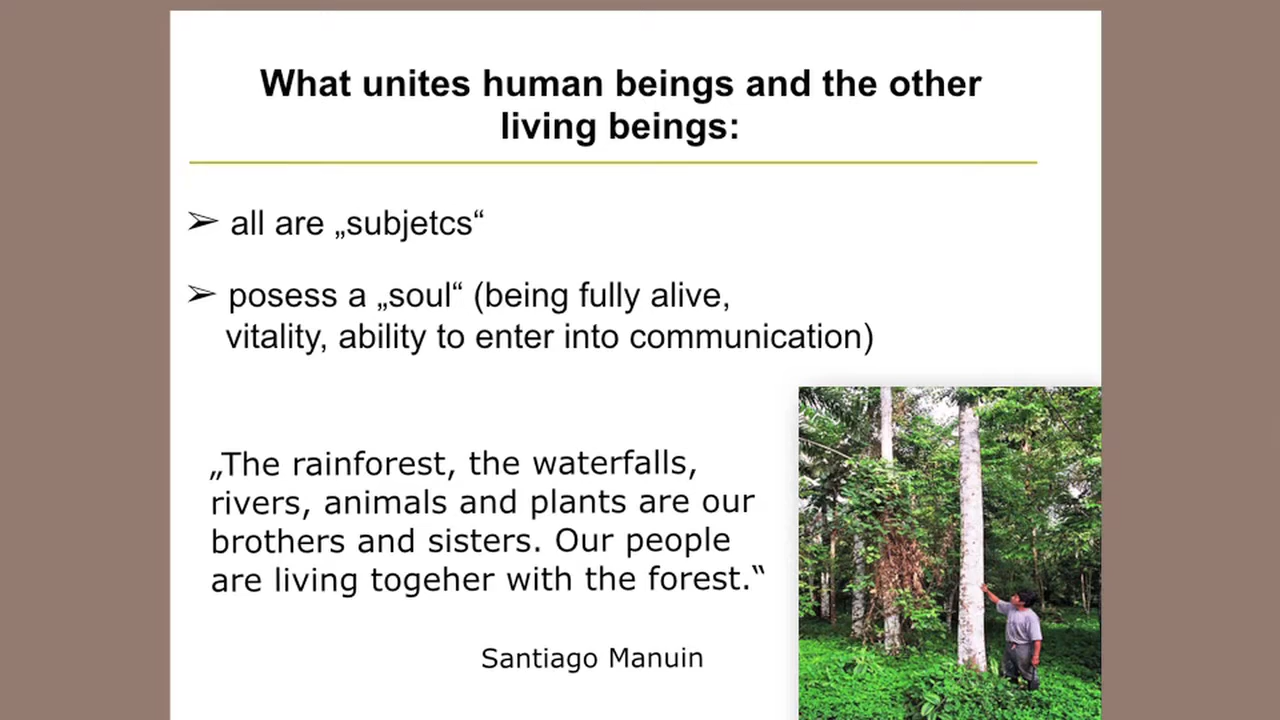 What unites human beings and the other
living beings:
➢ all are „subjetcs“
➢ posess a „soul“ (being fully alive,
vitality, ability to enter into communication)
„The rainforest, the waterfalls,
rivers, animals and plants are our
brothers and sisters. Our people
are living togeher with the forest.‟
Santiago Manuin